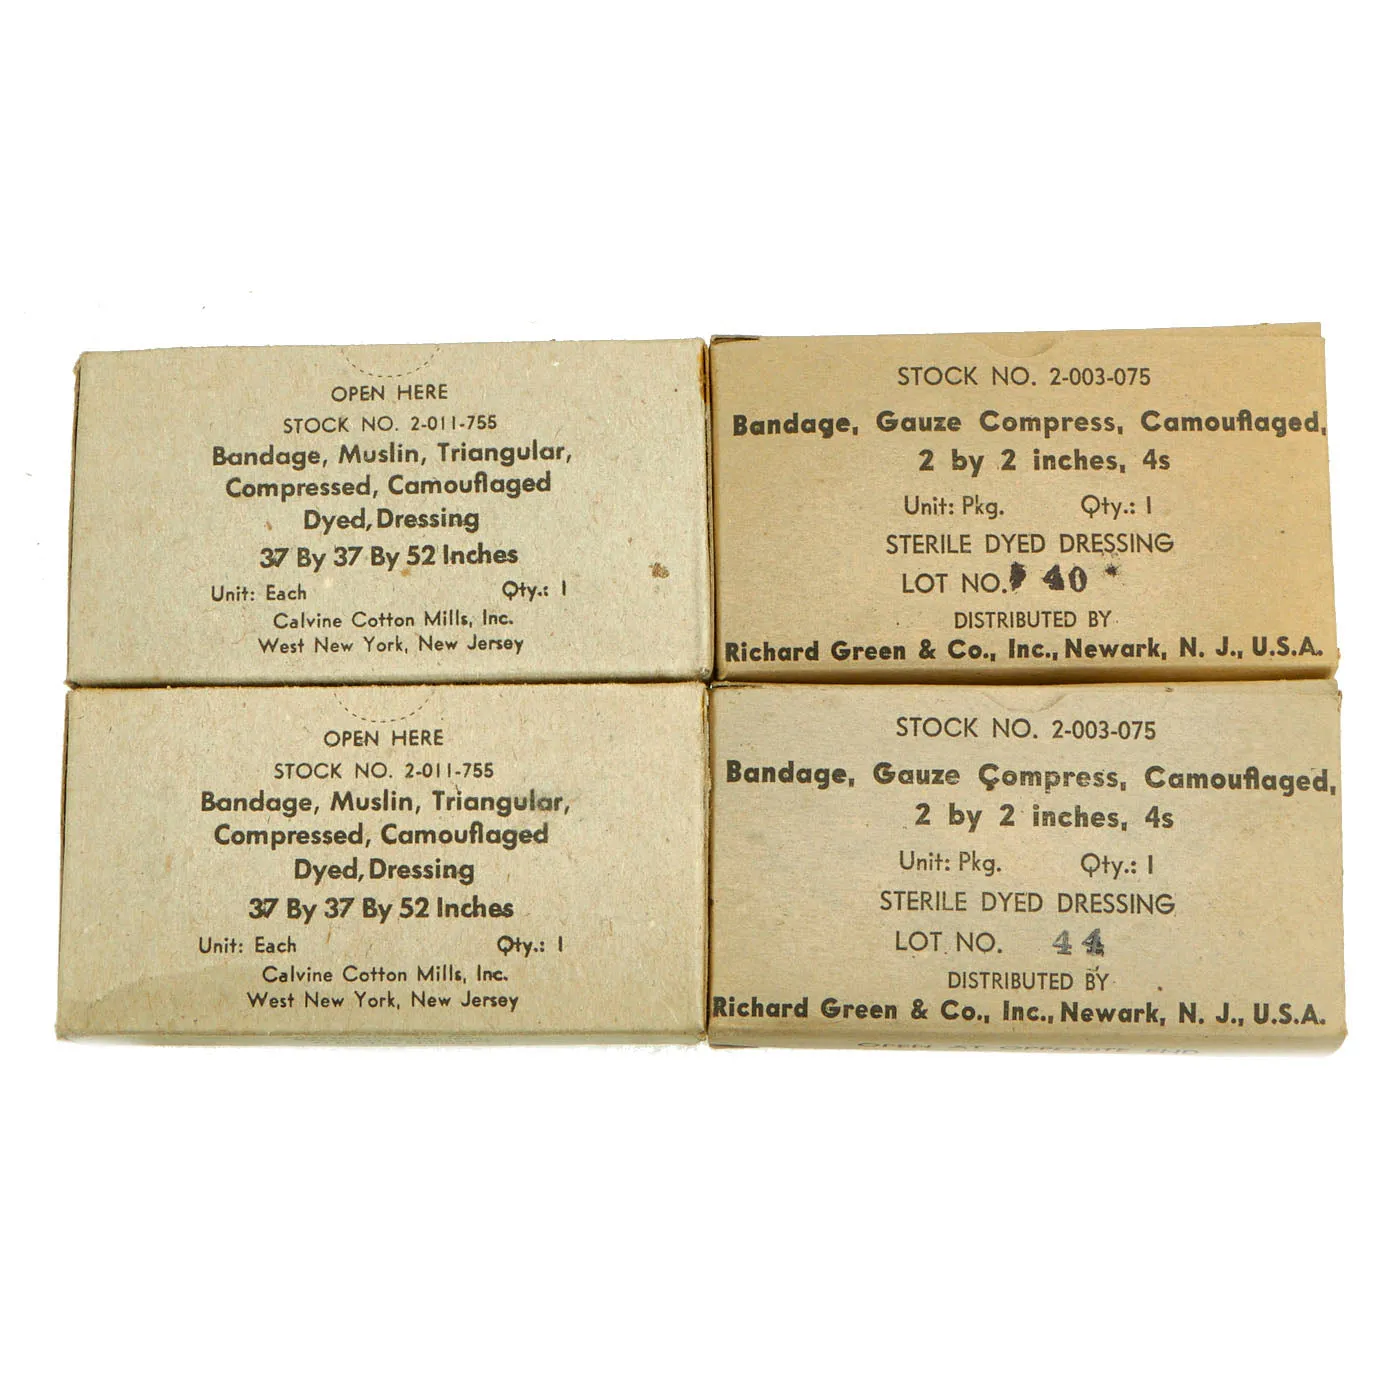 OPEN HERE
STOCK NO. 2-011-755
Bandage, Muslin, Triangular,
Compressed, Camouflaged
Dyed, Dressing
37 By 37 By 52 Inches
Unit: Each Qty.: 1
Calvine Cotton Mills, Inc.
West New York, New Jersey
STOCK NO. 2-003-075
Bandage, Gauze Compress, Camouflaged,
2 by 2 inches, 4s
Unit: Pkg. Qty.: 1
STERILE DYED DRESSING
LOT NO. 40
DISTRIBUTED BY
Richard Green & Co., Inc., Newark, N. J., U.S.A.
OPEN HERE
STOCK NO. 2-011-755
Bandage, Muslin, Triangular,
Compressed, Camouflaged
Dyed, Dressing
37 By 37 By 52 Inches
Unit: Each Qty.: 1
Calvine Cotton Mills, Inc.
West New York, New Jersey
STOCK NO. 2-003-075
Bandage, Gauze Compress, Camouflaged,
2 by 2 inches, 4s
Unit: Pkg. Qty.: 1
STERILE DYED DRESSING
LOT NO. 44
DISTRIBUTED BY
Richard Green & Co., Inc., Newark, N. J., U.S.A.
OPEN AT OPPOSITE END